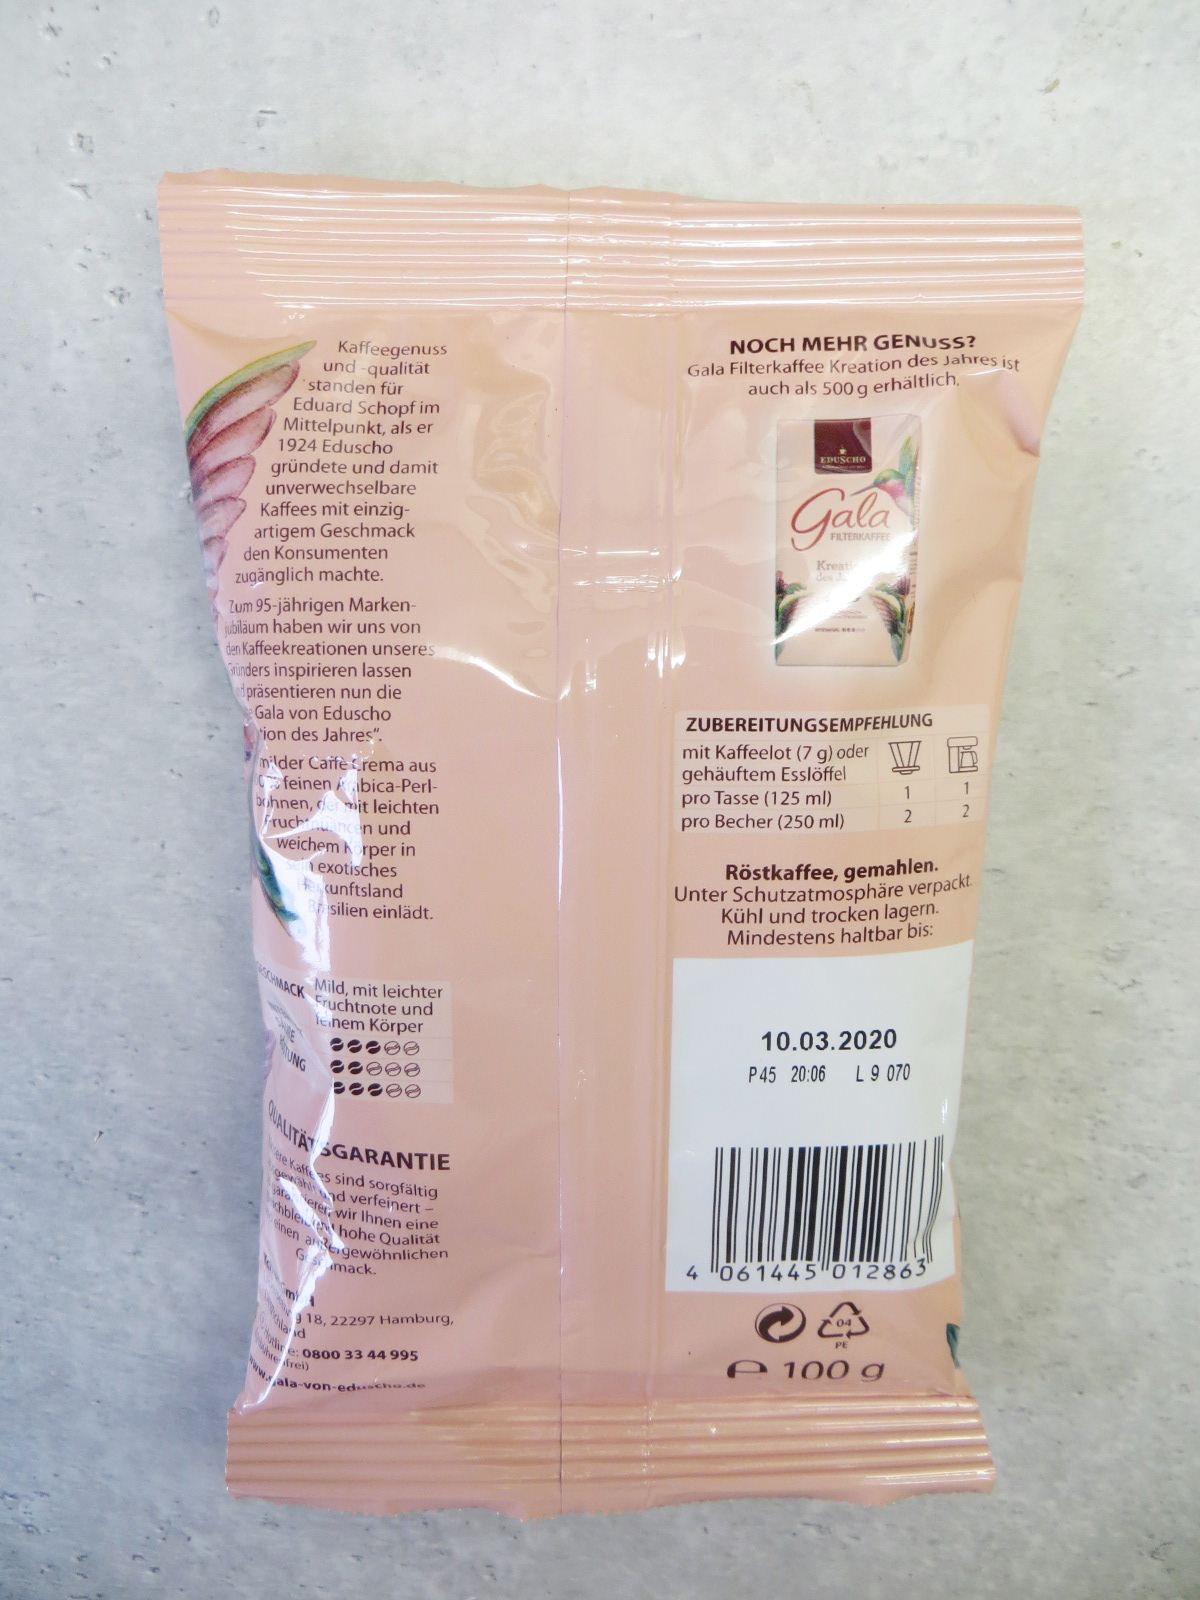 Kaffeegenuss
und -qualität
standen für
Eduard Schopf im
Mittelpunkt, als er
1924 Eduscho
gründete und damit
unverwechselbare
Kaffees mit einzig-
artigem Geschmack
den Konsumenten
zugänglich machte.
Zum 95-jährigen Marken-
jubiläum haben wir uns von
den Kaffeekreationen unseres
Gründers inspirieren lassen
präsentieren nun die
Gala von Eduscho
des Jahres“.
milder Caffè Crema aus
feinen Arabica-Perl-
bohnen, der mit leichten
Fruchtnuancen und
weichem Körper in
ein exotisches
Herkunftsland
Brasilien einlädt.
GESCHMACK Mild, mit leichter
Fruchtnote und
feinem Körper
SÄURE
QUALITÄTSGARANTIE
Kaffees sind sorgfältig
und verfeinert –
wir Ihnen eine
hohe Qualität
einen außergewöhnlichen
Geschmack.
GmbH
18, 22297 Hamburg,
0800 33 44 995
www.gala-von-eduscho.de
NOCH MEHR GENUSS?
Gala Filterkaffee Kreation des Jahres ist
auch als 500 g erhältlich.
EDUSCHO
Gala
FILTERKAFFEE
ZUBEREITUNGSEMPFEHLUNG
mit Kaffeelot (7 g) oder
gehäuftem Esslöffel
pro Tasse (125 ml) 1 1
pro Becher (250 ml) 2 2
Röstkaffee, gemahlen.
Unter Schutzatmosphäre verpackt.
Kühl und trocken lagern.
Mindestens haltbar bis:
10.03.2020
P45 20:06 L 9 070
4 061445 012863
04
PE
e 100 g